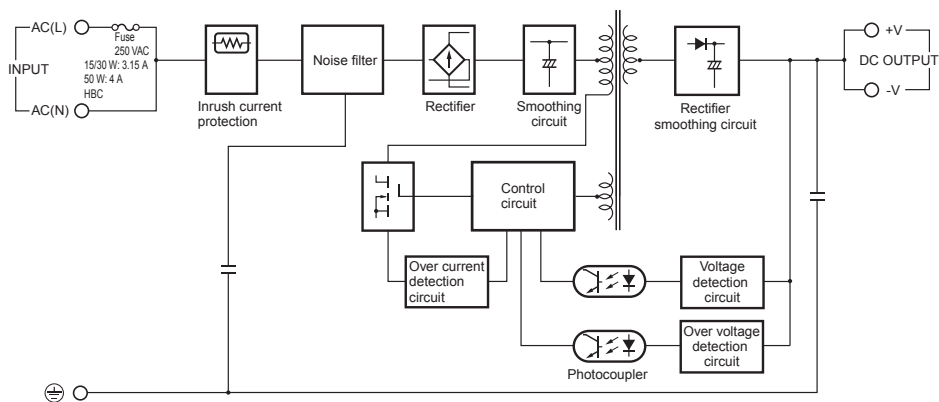 AC(L)
Fuse
250 VAC
15/30 W: 3.15 A
50 W: 4 A
HBC
INPUT
AC(N)
Inrush current
protection
Noise filter
Rectifier
Smoothing
circuit
Rectifier
smoothing circuit
+V
DC OUTPUT
-V
Control
circuit
Over current
detection
circuit
Voltage
detection
circuit
Over voltage
detection
circuit
Photocoupler